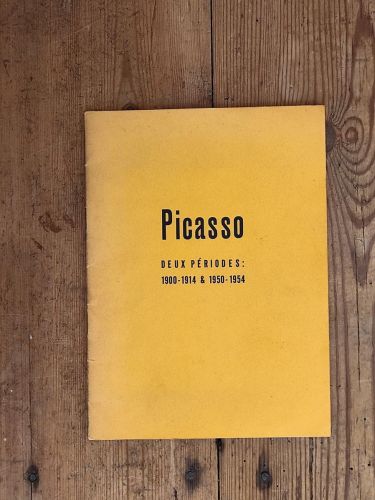 Picasso
DEUX PÉRIODES:
1900-1914 & 1950-1954